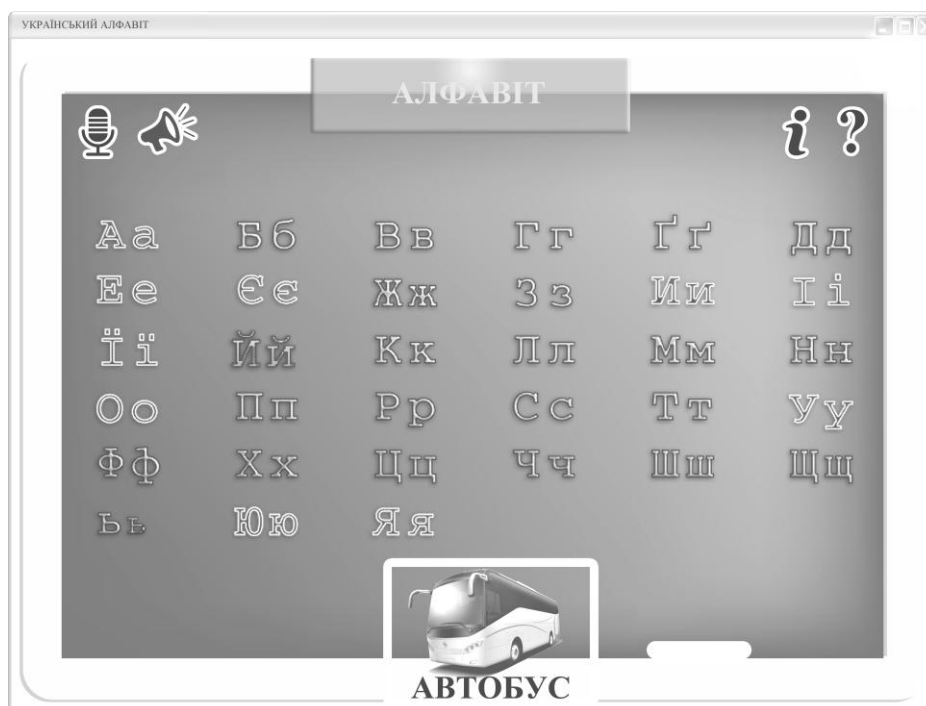 УКРАЇНСЬКИЙ АЛФАВІТ
АЛФАВІТ
i ?
Аа Бб Вв Гг Ґґ Дд
Ее Єє Жж Зз Ии Іі
Її Йй Кк Лл Мм Нн
Оо Пп Рр Сс Тт Уу
Фф Хх Цц Чч Шш Щщ
Ьь Юю Яя
АВТОБУС